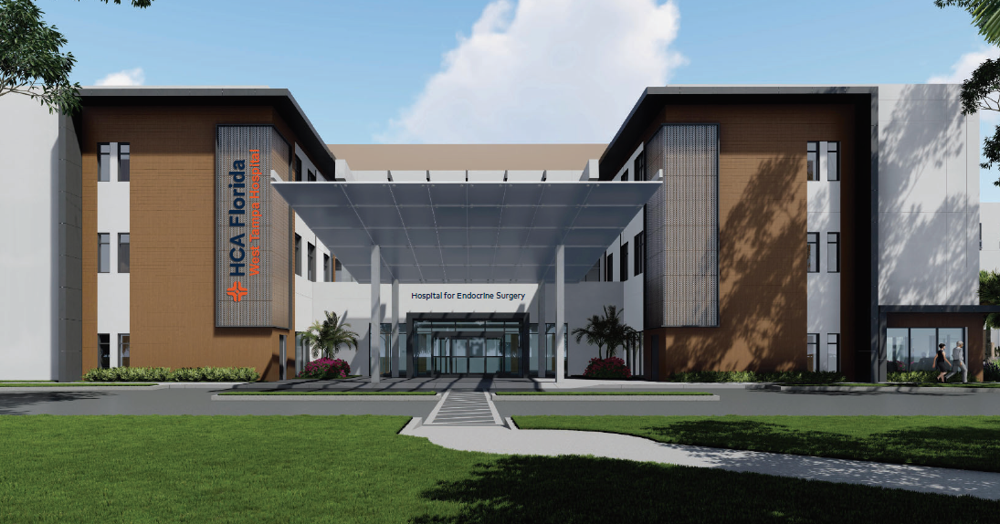 HCA Florida
West Tampa Hospital
Hospital for Endocrine Surgery